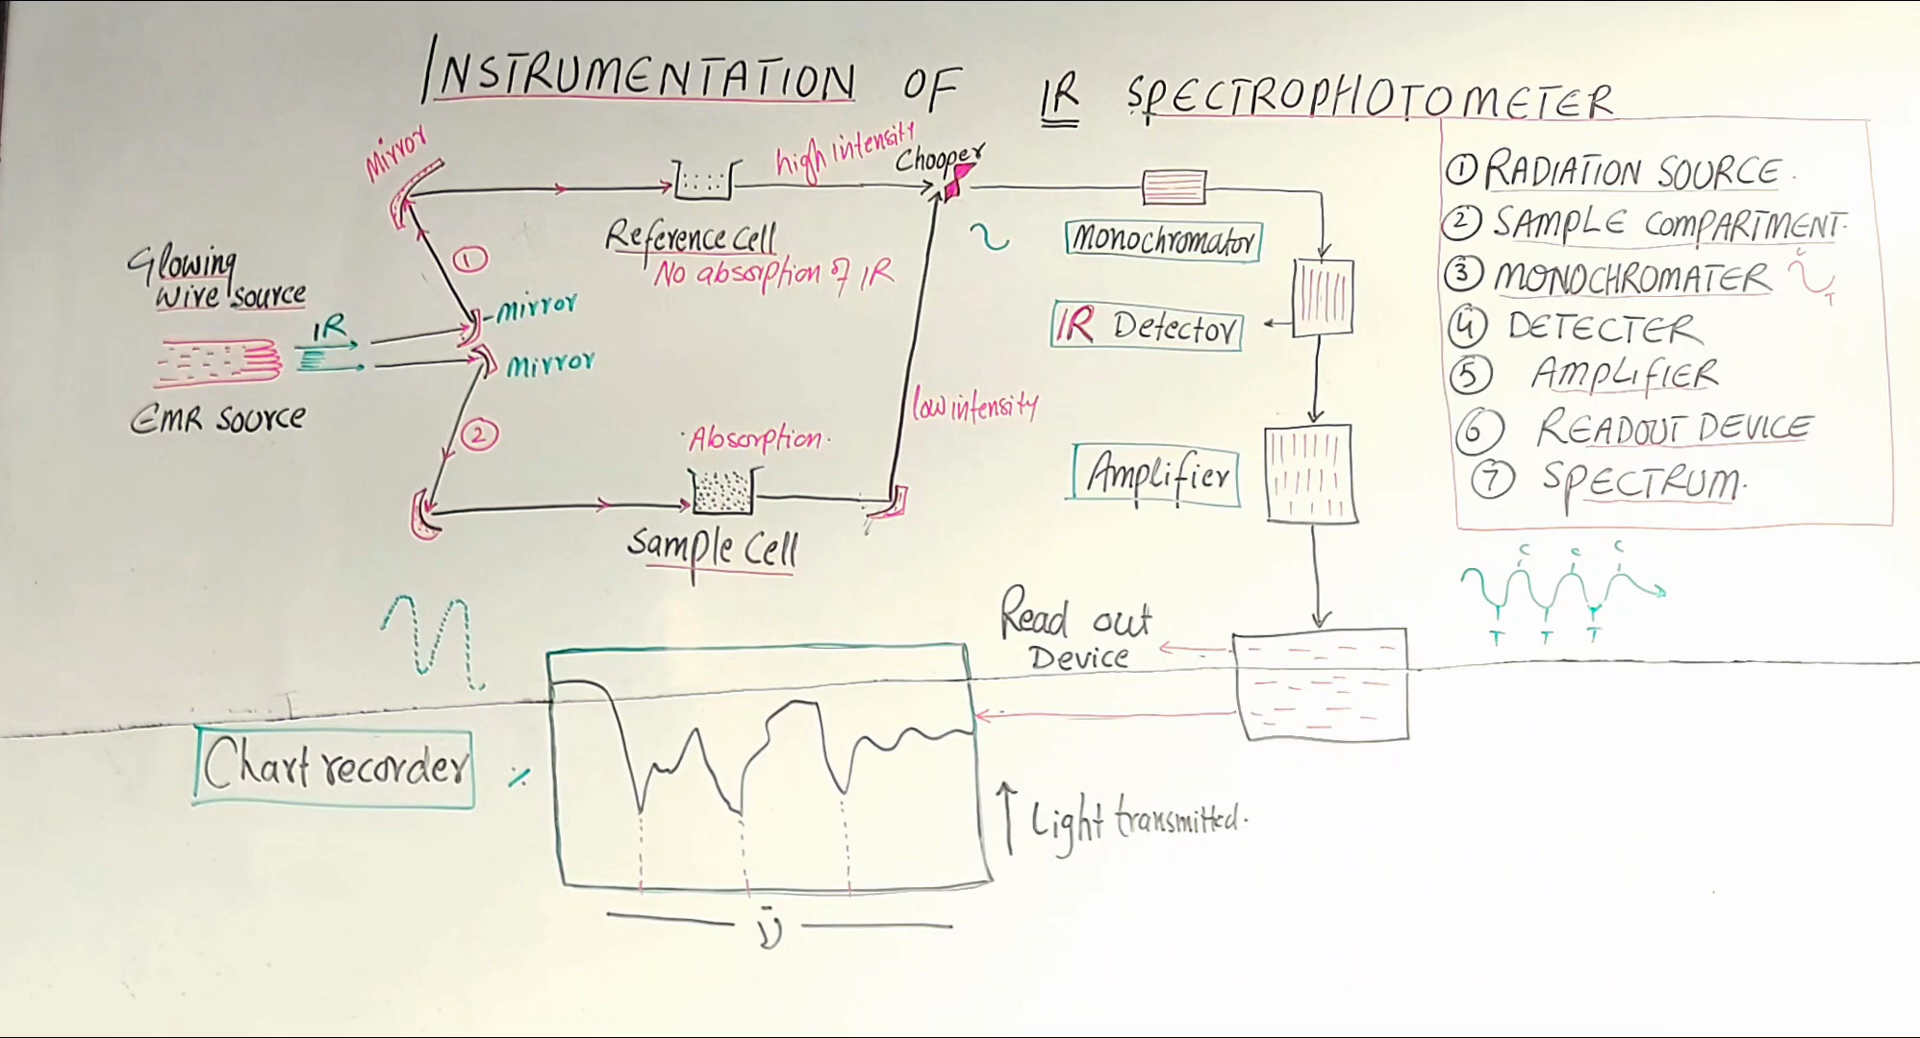 INSTRUMENTATION OF IR SPECTROPHOTOMETER
Mirror
high intensity
Chooper
Reference Cell
No absorption of IR
Glowing
Wire source
IR
①
mirror
mirror
EMR SOURCE
②
Absorption.
low intensity
Sample Cell
Monochromator
IR Detector
Amplifier
Read out
Device
Chart recorder
Light transmitted.
ν̄
① RADIATION SOURCE.
② SAMPLE COMPARTMENT.
③ MONOCHROMATER
C
T
④ DETECTER
⑤ AMPLIFIER
⑥ READOUT DEVICE
⑦ SPECTRUM.
C C C
T T T